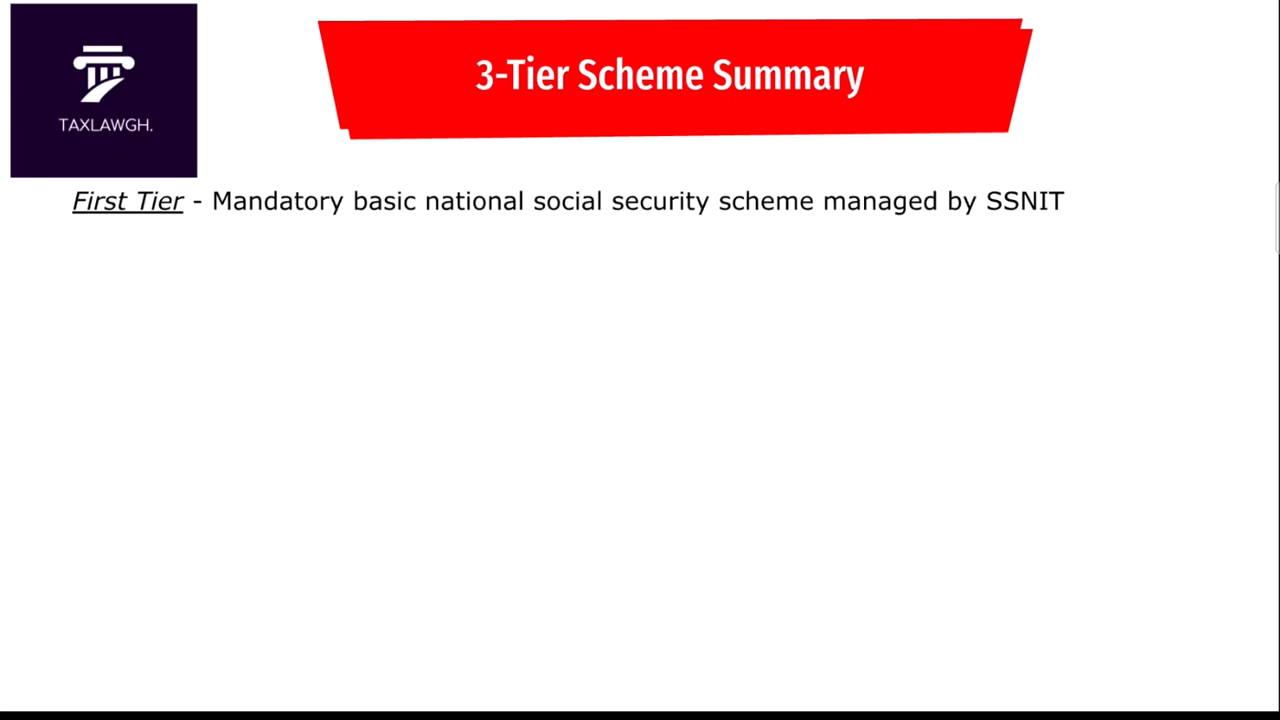 TAXLAWGH.
3-Tier Scheme Summary
First Tier - Mandatory basic national social security scheme managed by SSNIT